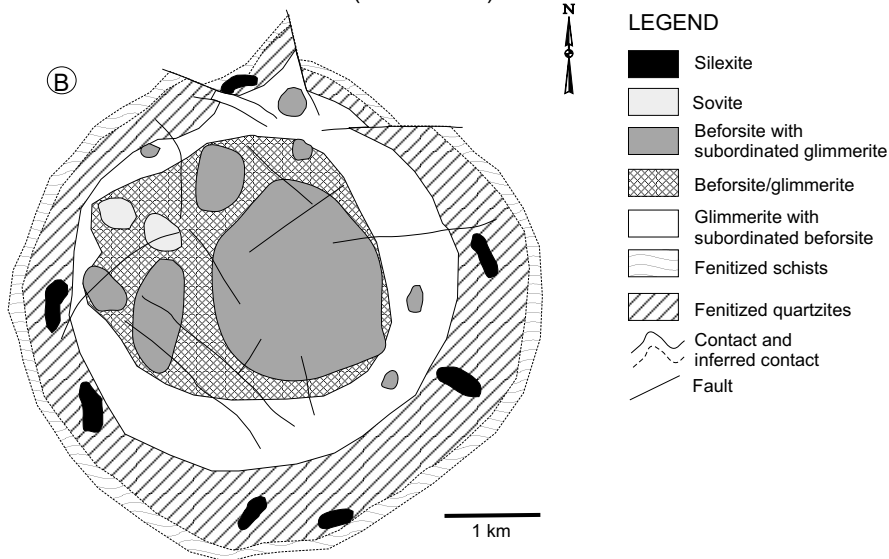 B
N
LEGEND
Silexite
Sovite
Beforsite with
subordinated glimmerite
Beforsite/glimmerite
Glimmerite with
subordinated beforsite
Fenitized schists
Fenitized quartzites
Contact and
inferred contact
Fault
1 km